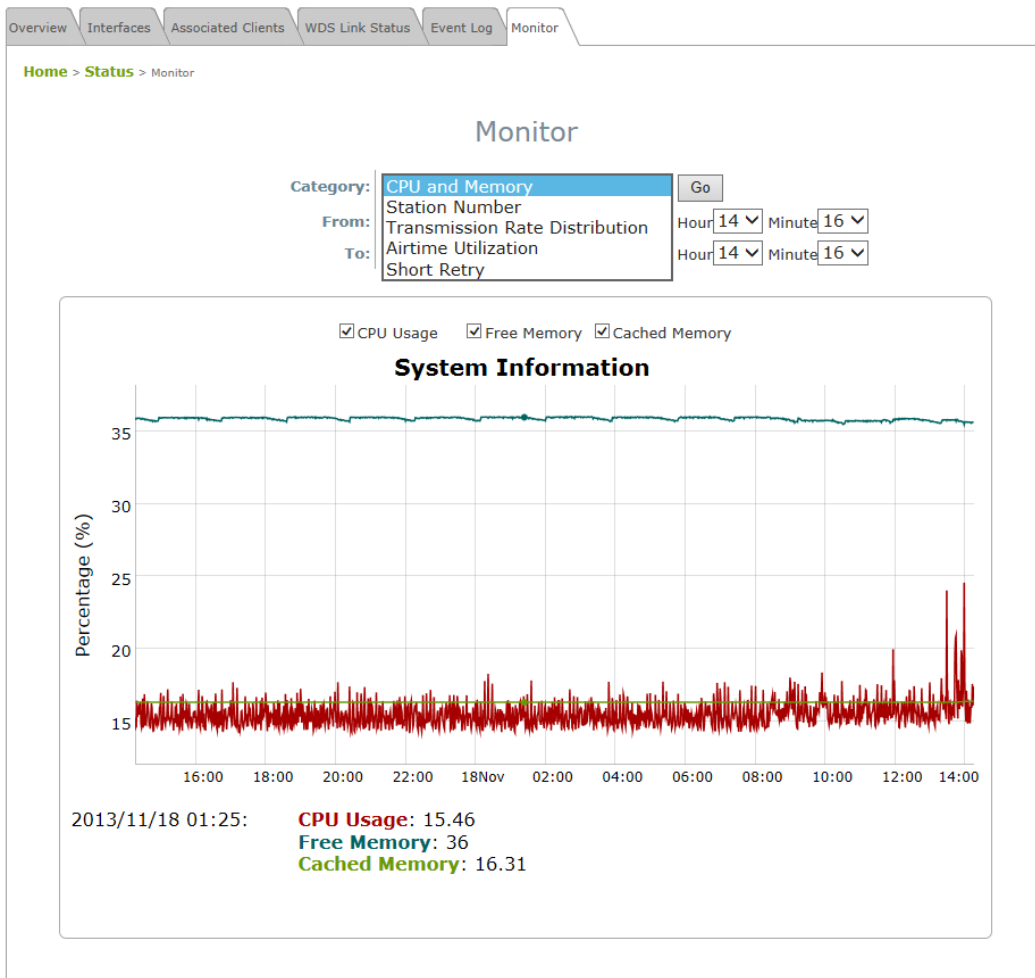 Overview Interfaces Associated Clients WDS Link Status Event Log Monitor
Home > Status > Monitor
Monitor
Category: CPU and Memory Go
Station Number
From: Hour 14 Minute 16
Transmission Rate Distribution
Airtime Utilization
To: Hour 14 Minute 16
Short Retry
CPU Usage Free Memory Cached Memory
System Information
Percentage (%)
35
30
25
20
15
16:00 18:00 20:00 22:00 18Nov 02:00 04:00 06:00 08:00 10:00 12:00 14:00
2013/11/18 01:25: CPU Usage: 15.46
Free Memory: 36
Cached Memory: 16.31